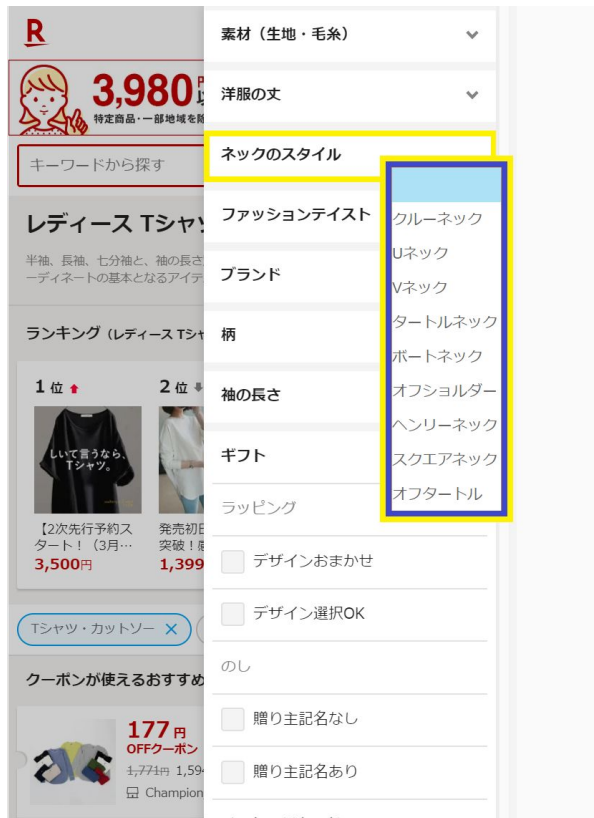 R
3,980円
特定商品・一部地域を除
キーワードから探す
レディース Tシャツ
半袖、長袖、七分袖と、袖の長さ
ーディネートの基本となるアイテ
ランキング（レディース Tシャ
1位
2位
しいて言うなら、
Tシャツ。
【2次先行予約ス
タート！（3月…
3,500円
発売初日
突破！
1,399
Tシャツ・カットソー ×
クーポンが使えるおすすめ
177円
OFFクーポン
1,771円 1,594
Champion
素材（生地・毛糸）
洋服の丈
ネックのスタイル
ファッションテイスト
ブランド
柄
袖の長さ
ギフト
ラッピング
デザインおまかせ
デザイン選択OK
のし
贈り主記名なし
贈り主記名あり
クルーネック
Uネック
Vネック
タートルネック
ボートネック
オフショルダー
ヘンリーネック
スクエアネック
オフタートル